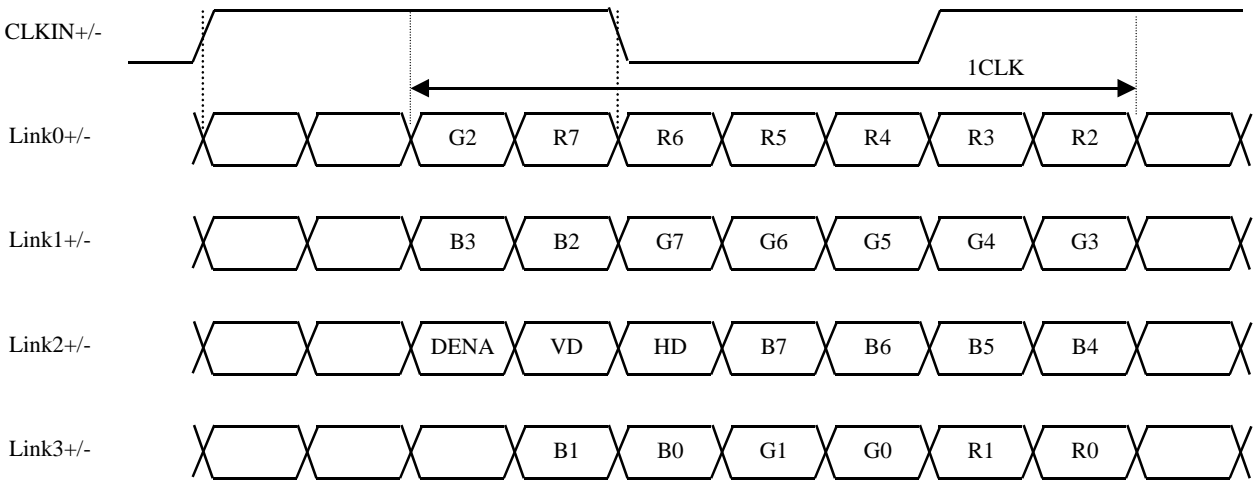 CLKIN+/-
1CLK
Link0+/- G2 R7 R6 R5 R4 R3 R2
Link1+/- B3 B2 G7 G6 G5 G4 G3
Link2+/- DENA VD HD B7 B6 B5 B4
Link3+/- B1 B0 G1 G0 R1 R0